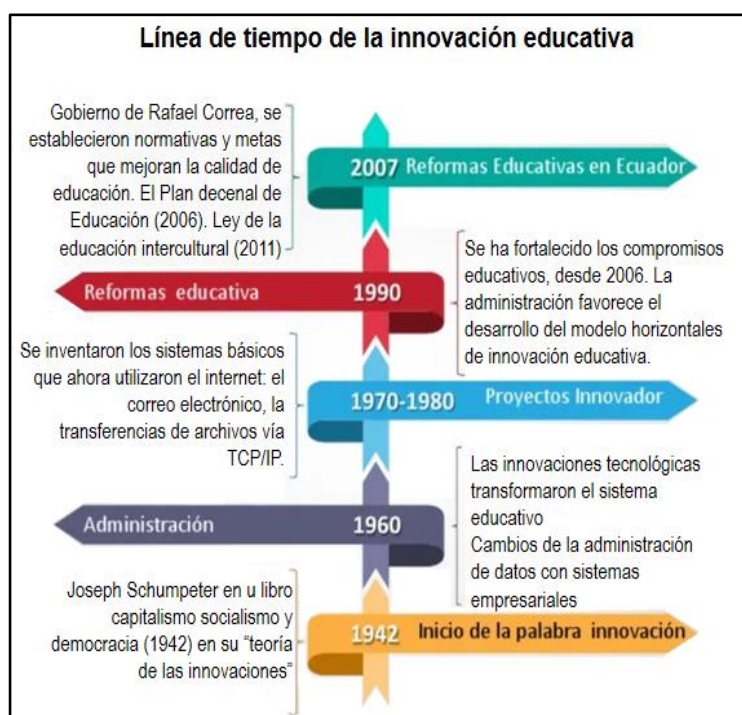 Línea de tiempo de la innovación educativa
Gobierno de Rafael Correa, se
establecieron normativas y metas
que mejoran la calidad de
educación. El Plan decenal de
Educación (2006). Ley de la
educación intercultural (2011)
2007 Reformas Educativas en Ecuador
Reformas educativa 1990
Se ha fortalecido los compromisos
educativos, desde 2006. La
administración favorece el
desarrollo del modelo horizontales
de innovación educativa.
Se inventaron los sistemas básicos
que ahora utilizaron el internet: el
correo electrónico, la
transferencias de archivos vía
TCP/IP.
1970-1980 Proyectos Innovador
Administración 1960
Las innovaciones tecnológicas
transformaron el sistema
educativo
Cambios de la administración
de datos con sistemas
empresariales
Joseph Schumpeter en u libro
capitalismo socialismo y
democracia (1942) en su “teoría
de las innovaciones”
1942 Inicio de la palabra innovación